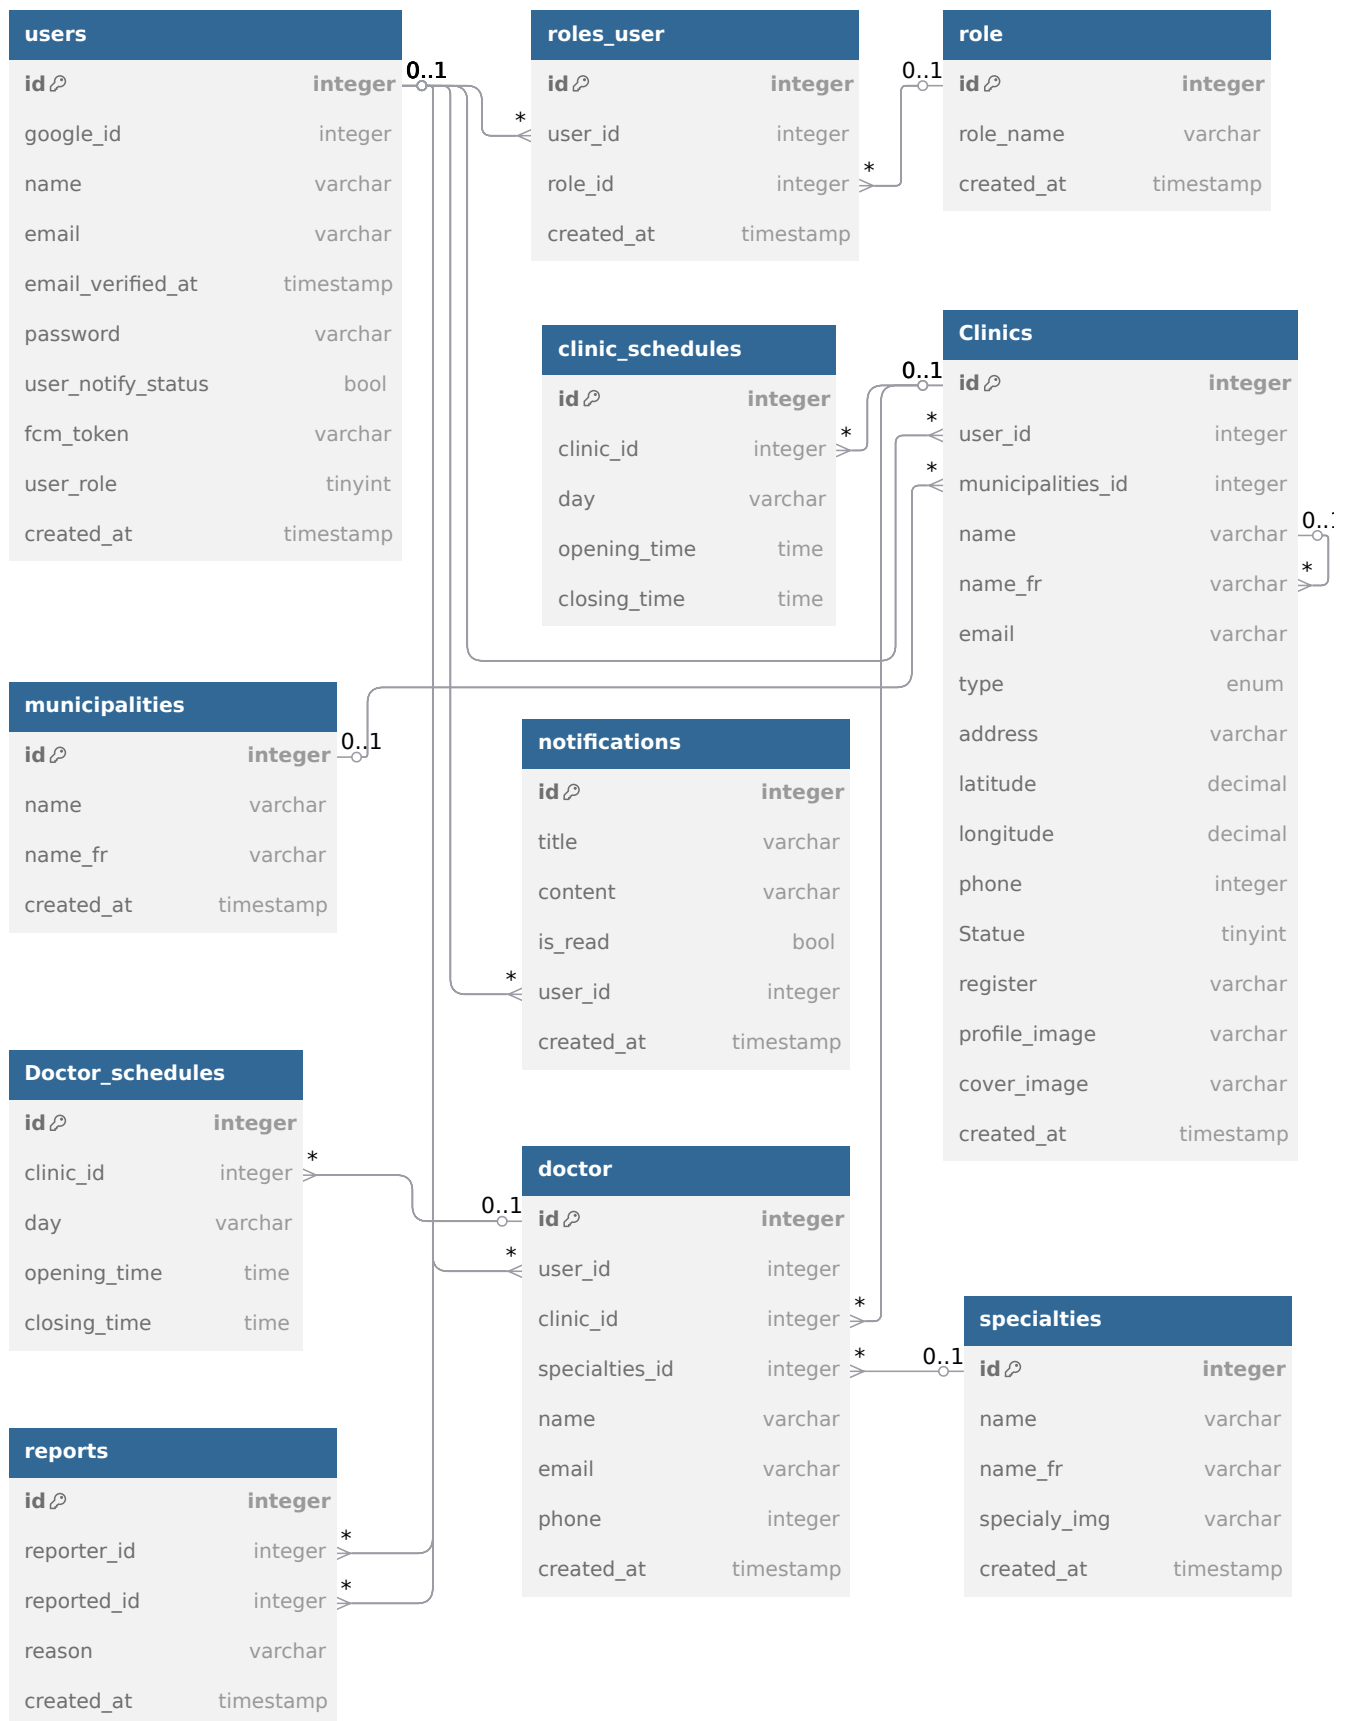 users
id integer
google_id integer
name varchar
email varchar
email_verified_at timestamp
password varchar
user_notify_status bool
fcm_token varchar
user_role tinyint
created_at timestamp
0..1
*
roles_user
id integer
user_id integer
role_id integer
created_at timestamp
*
0..1
role
id integer
role_name varchar
created_at timestamp
clinic_schedules
id integer
clinic_id integer
day varchar
opening_time time
closing_time time
*
0..1
*
*
Clinics
id integer
user_id integer
municipalities_id integer
name varchar
name_fr varchar
email varchar
type enum
address varchar
latitude decimal
longitude decimal
phone integer
Statue tinyint
register varchar
profile_image varchar
cover_image varchar
created_at timestamp
*
municipalities
id integer
name varchar
name_fr varchar
created_at timestamp
0..1
notifications
id integer
title varchar
content varchar
is_read bool
user_id integer
created_at timestamp
*
Doctor_schedules
id integer
clinic_id integer
day varchar
opening_time time
closing_time time
*
0..1
*
doctor
id integer
user_id integer
clinic_id integer
specialties_id integer
name varchar
email varchar
phone integer
created_at timestamp
*
*
0..1
specialties
id integer
name varchar
name_fr varchar
specialy_img varchar
created_at timestamp
reports
id integer
reporter_id integer
reported_id integer
reason varchar
created_at timestamp
*
*